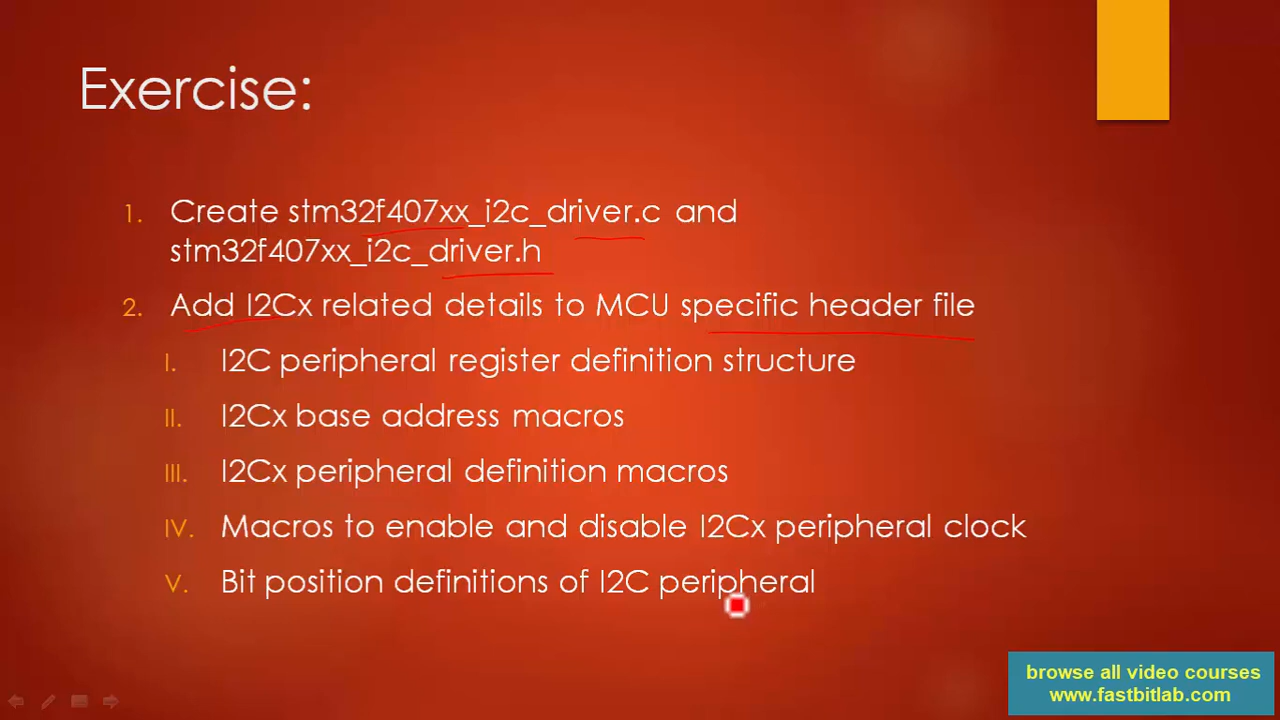 Exercise:
1. Create stm32f407xx_i2c_driver.c and
stm32f407xx_i2c_driver.h
2. Add I2Cx related details to MCU specific header file
I. I2C peripheral register definition structure
II. I2Cx base address macros
III. I2Cx peripheral definition macros
IV. Macros to enable and disable I2Cx peripheral clock
V. Bit position definitions of I2C peripheral
browse all video courses
www.fastbitlab.com